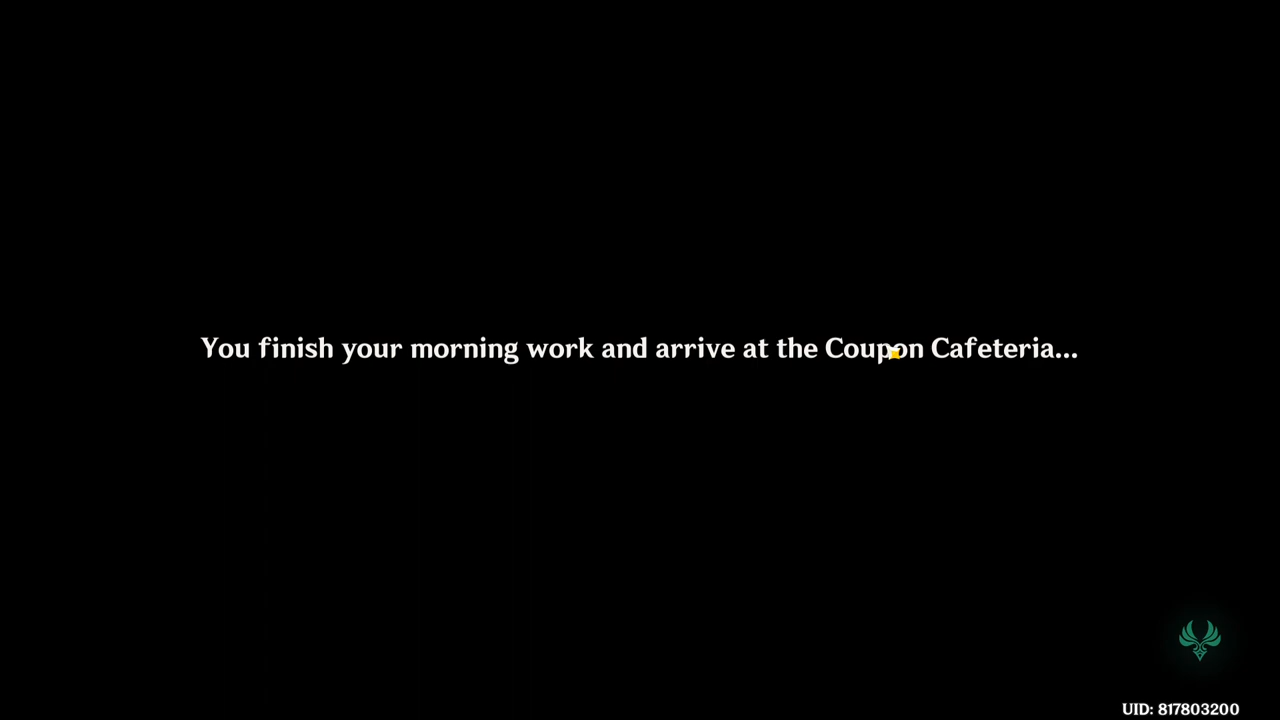 You finish your morning work and arrive at the Coupon Cafeteria...
UID: 817803200